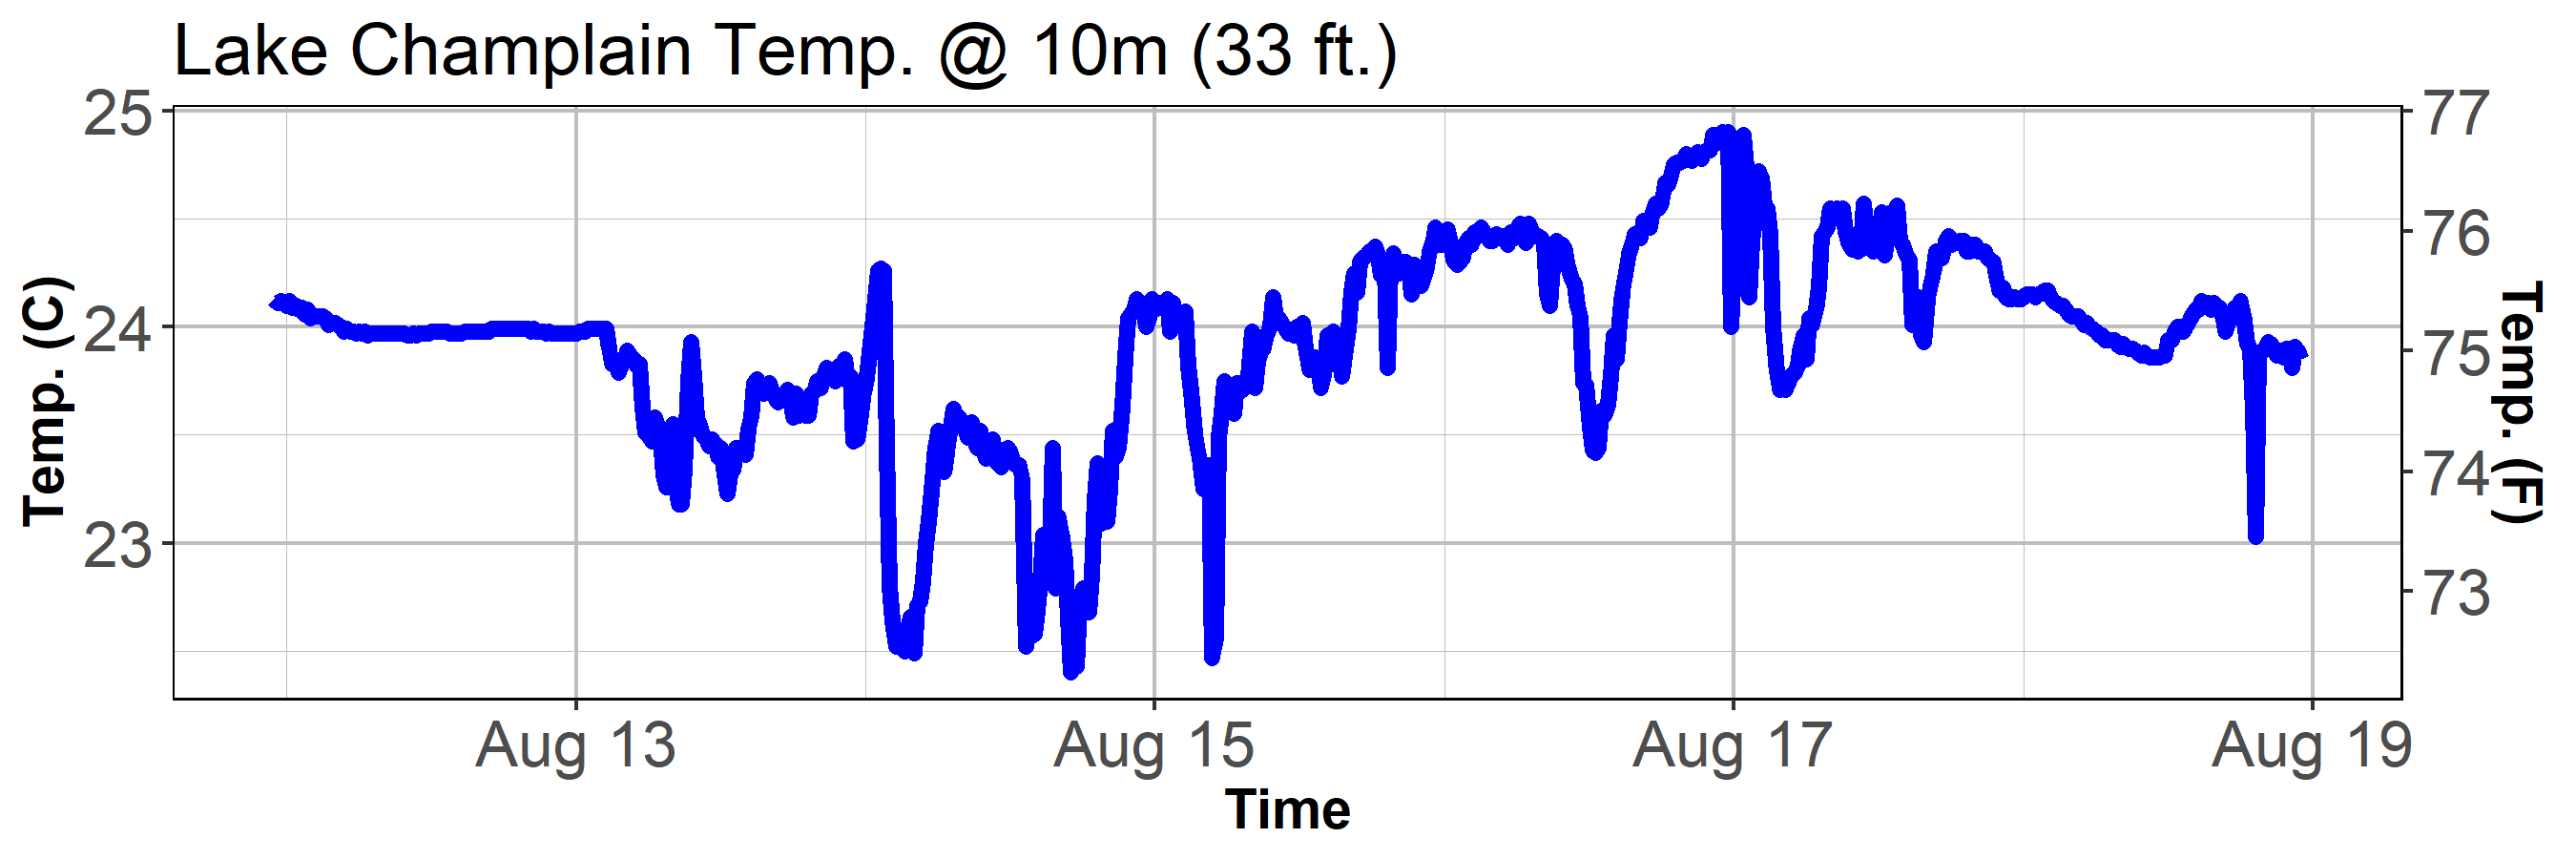 Lake Champlain Temp. @ 10m (33 ft.)
25
24
23
Temp. (C)
77
76
75
74
73
Temp. (F)
Aug 13
Aug 15
Aug 17
Aug 19
Time